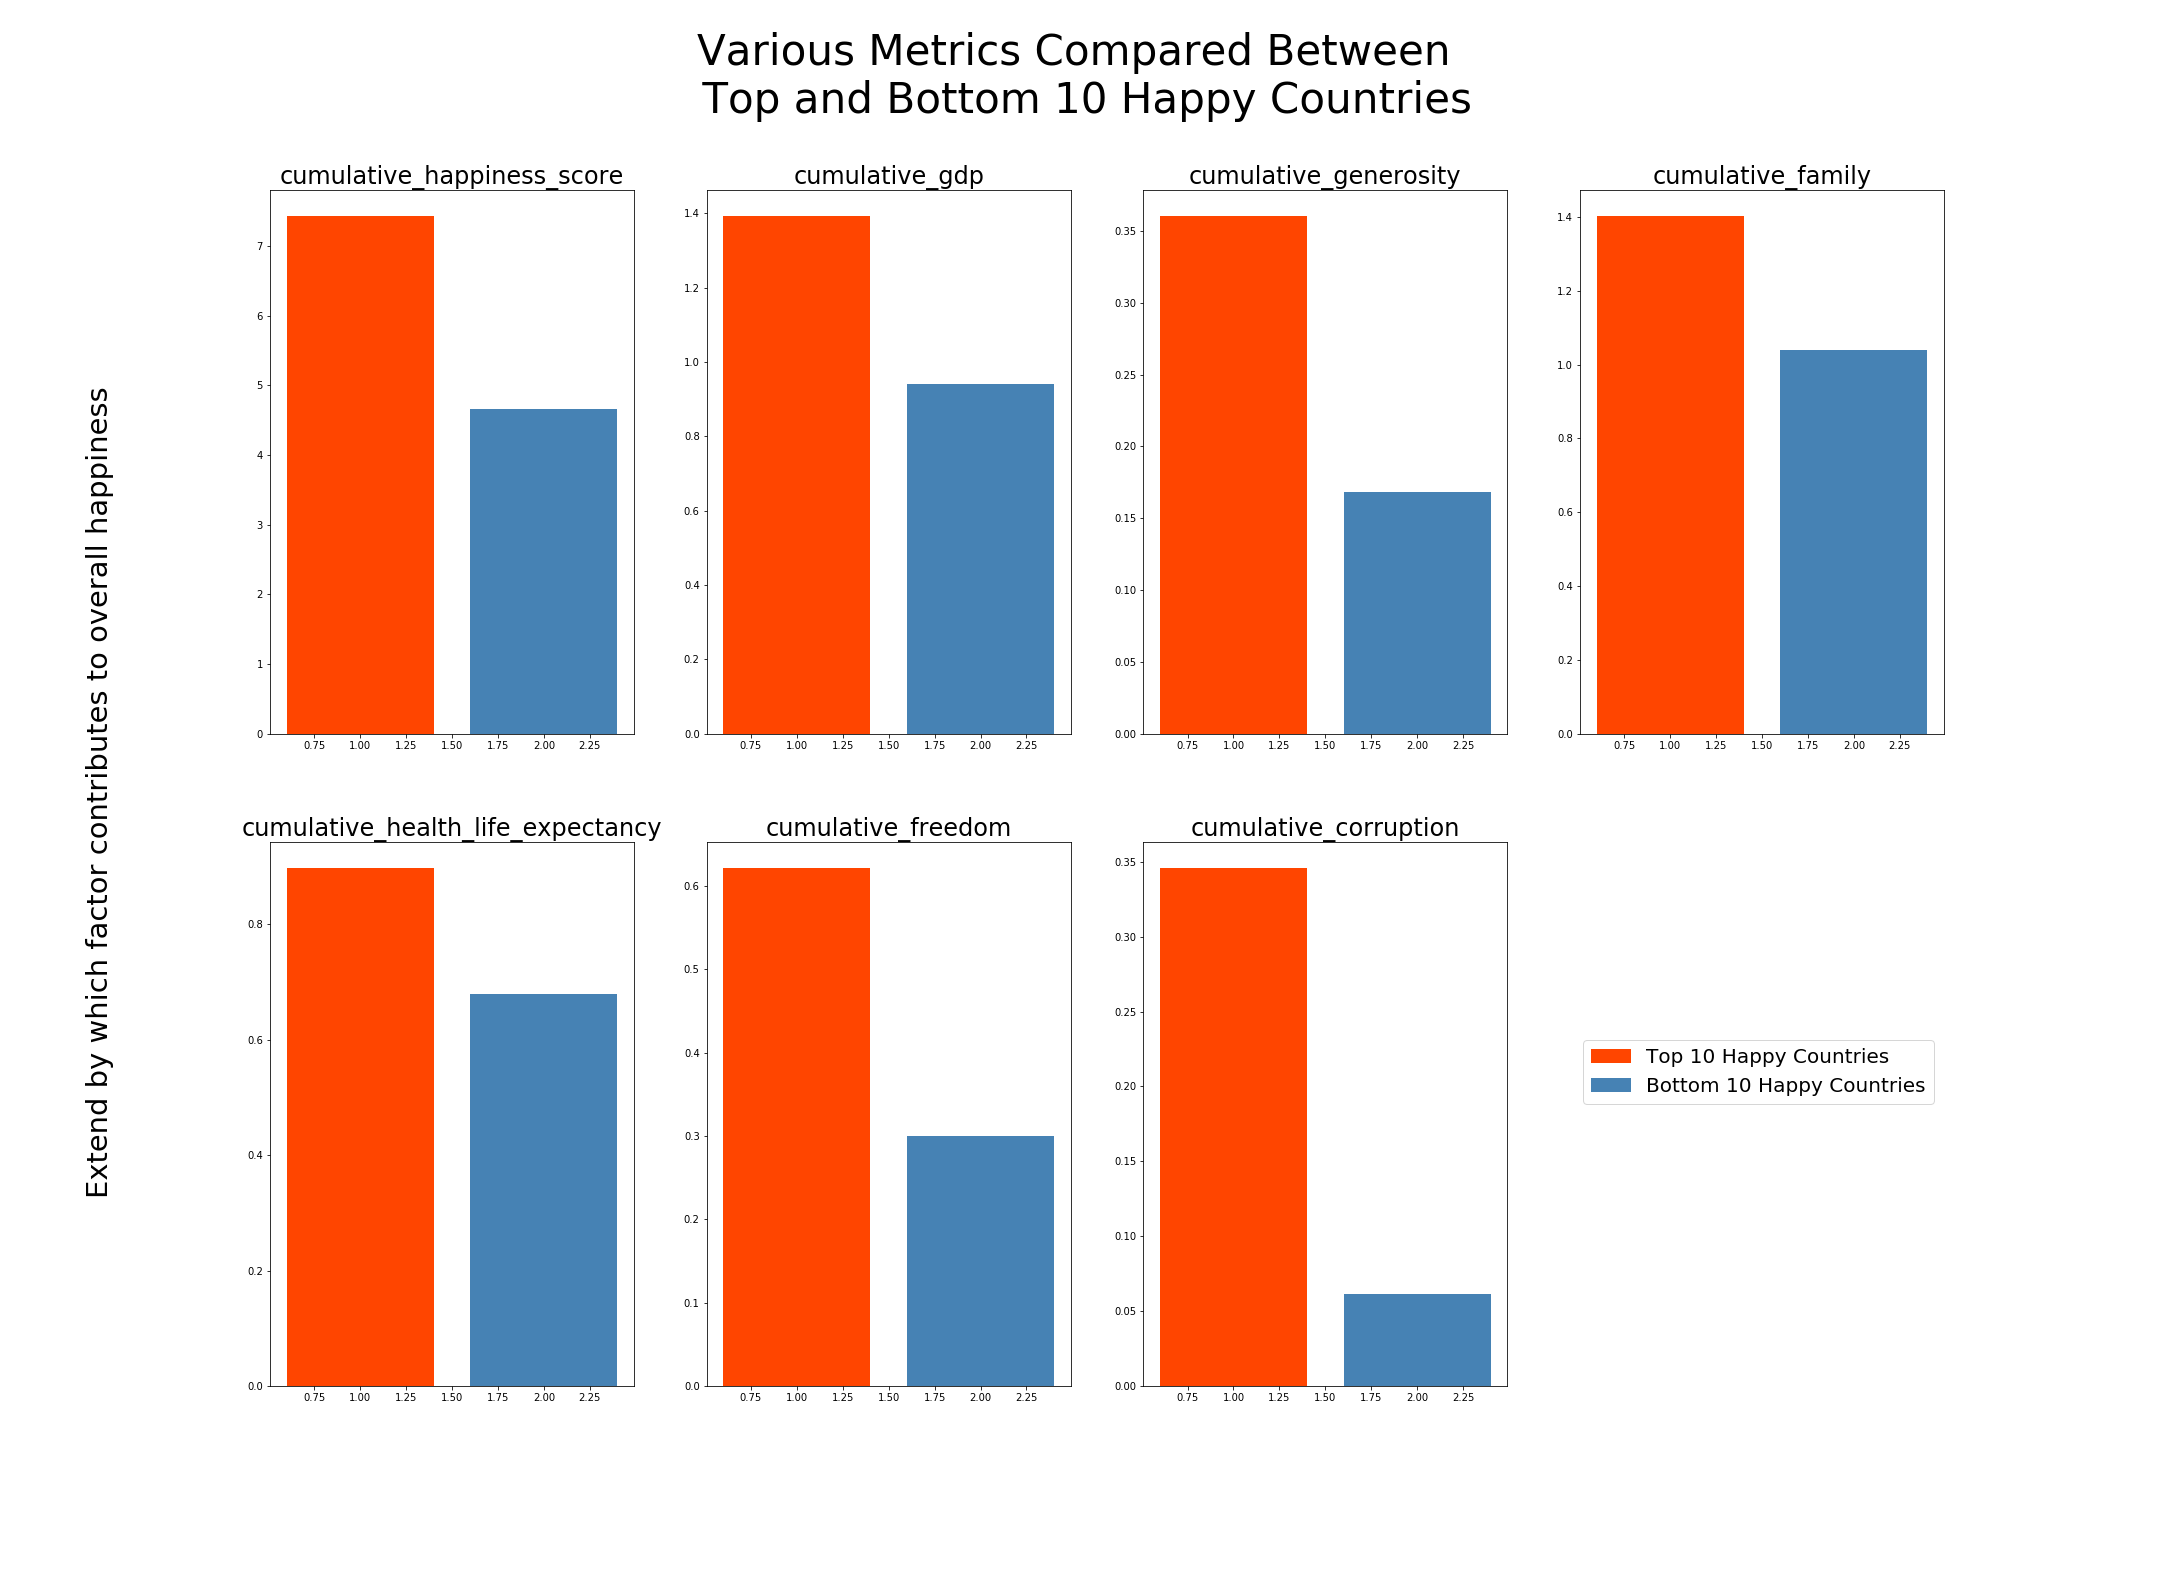 Various Metrics Compared Between
Top and Bottom 10 Happy Countries
Extend by which factor contributes to overall happiness
cumulative_happiness_score
7
6
5
4
3
2
1
0
0.75 1.00 1.25 1.50 1.75 2.00 2.25
cumulative_gdp
1.4
1.2
1.0
0.8
0.6
0.4
0.2
0.0
0.75 1.00 1.25 1.50 1.75 2.00 2.25
cumulative_generosity
0.35
0.30
0.25
0.20
0.15
0.10
0.05
0.00
0.75 1.00 1.25 1.50 1.75 2.00 2.25
cumulative_family
1.4
1.2
1.0
0.8
0.6
0.4
0.2
0.0
0.75 1.00 1.25 1.50 1.75 2.00 2.25
cumulative_health_life_expectancy
0.8
0.6
0.4
0.2
0.0
0.75 1.00 1.25 1.50 1.75 2.00 2.25
cumulative_freedom
0.6
0.5
0.4
0.3
0.2
0.1
0.0
0.75 1.00 1.25 1.50 1.75 2.00 2.25
cumulative_corruption
0.35
0.30
0.25
0.20
0.15
0.10
0.05
0.00
0.75 1.00 1.25 1.50 1.75 2.00 2.25
Top 10 Happy Countries
Bottom 10 Happy Countries